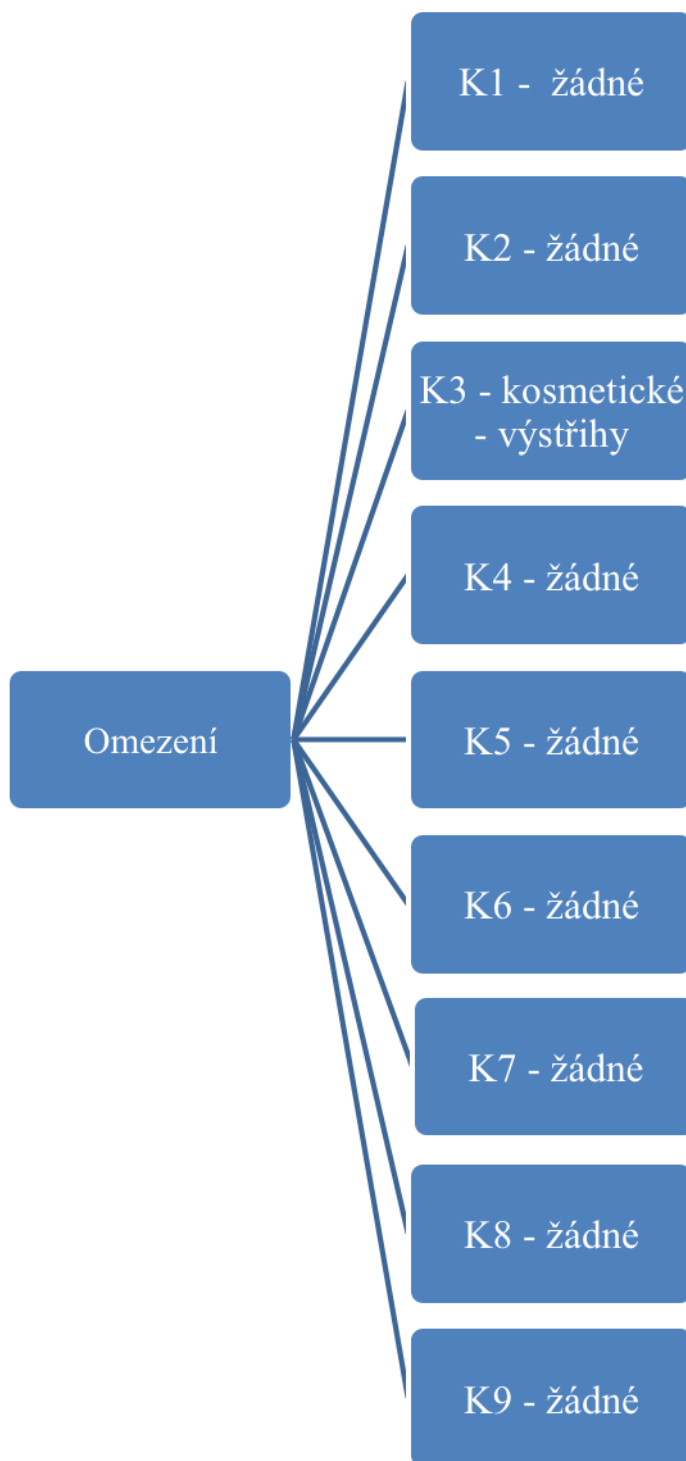 K1 - žádné
K2 - žádné
K3 - kosmetické
- výstřihy
K4 - žádné
Omezení
K5 - žádné
K6 - žádné
K7 - žádné
K8 - žádné
K9 - žádné